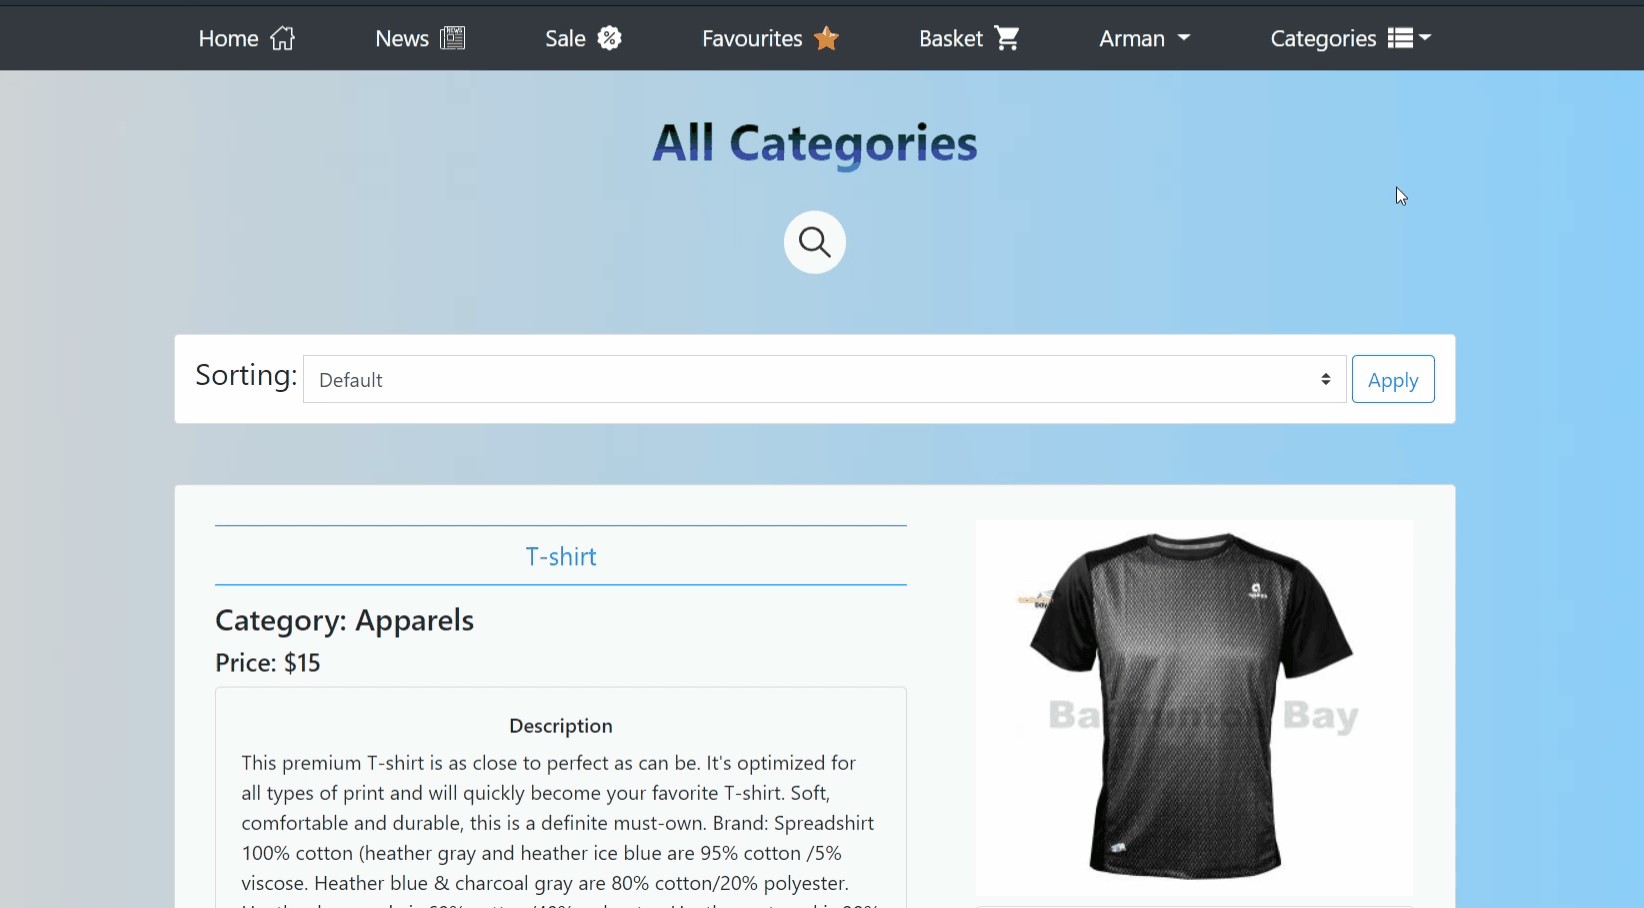 Home News Sale Favourites Basket Arman Categories
All Categories
Sorting: Default Apply
T-shirt
Category: Apparels
Price: $15
Description
This premium T-shirt is as close to perfect as can be. It's optimized for
all types of print and will quickly become your favorite T-shirt. Soft,
comfortable and durable, this is a definite must-own. Brand: Spreadshirt
100% cotton (heather gray and heather ice blue are 95% cotton /5%
viscose. Heather blue & charcoal gray are 80% cotton/20% polyester.
Bay